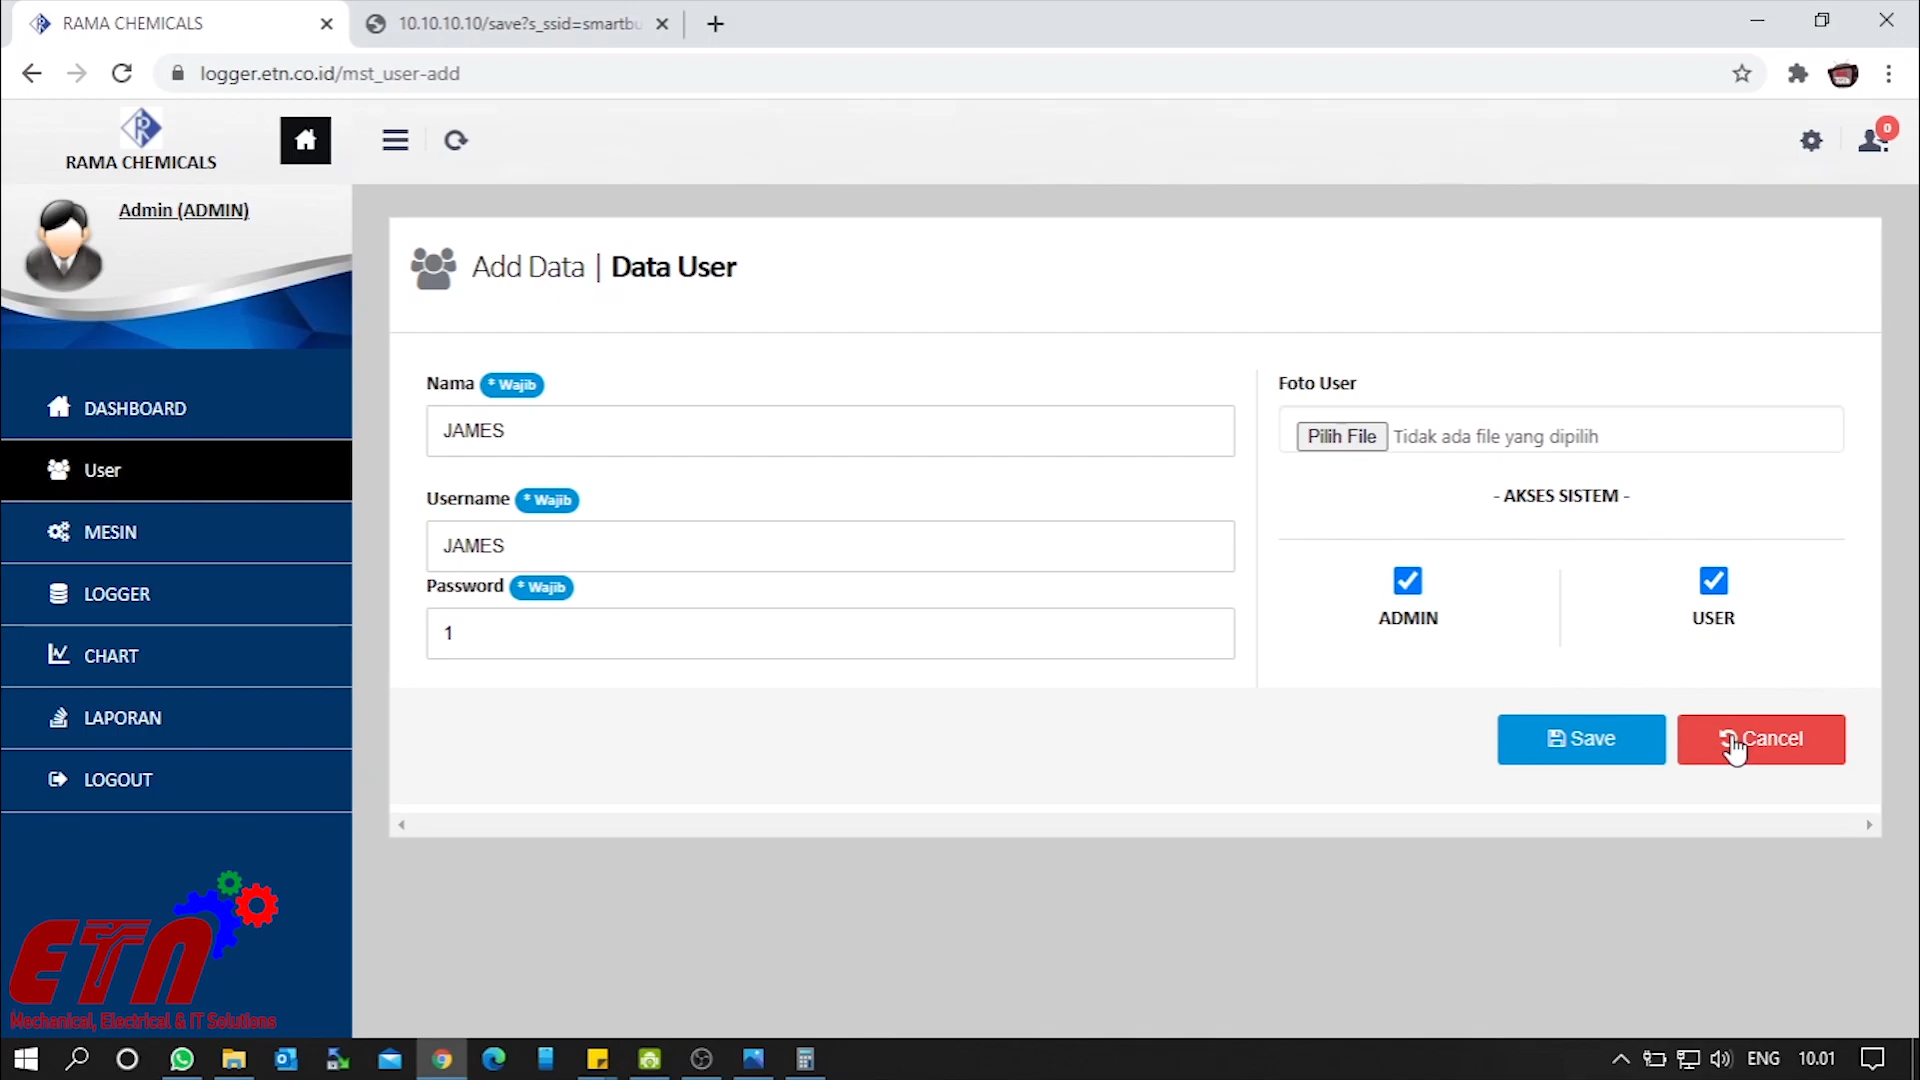 RAMA CHEMICALS
10.10.10.10/save?s_ssid=smartbu
logger.etn.co.id/mst_user-add
RAMA CHEMICALS
0
Admin (ADMIN)
Add Data | Data User
DASHBOARD
User
MESIN
LOGGER
CHART
LAPORAN
LOGOUT
Nama * Wajib
JAMES
Username * Wajib
JAMES
Password * Wajib
1
Foto User
Pilih File Tidak ada file yang dipilih
- AKSES SISTEM -
ADMIN
USER
Save
Cancel
ETN
Mechanical, Electrical & IT Solutions
ENG
10.01